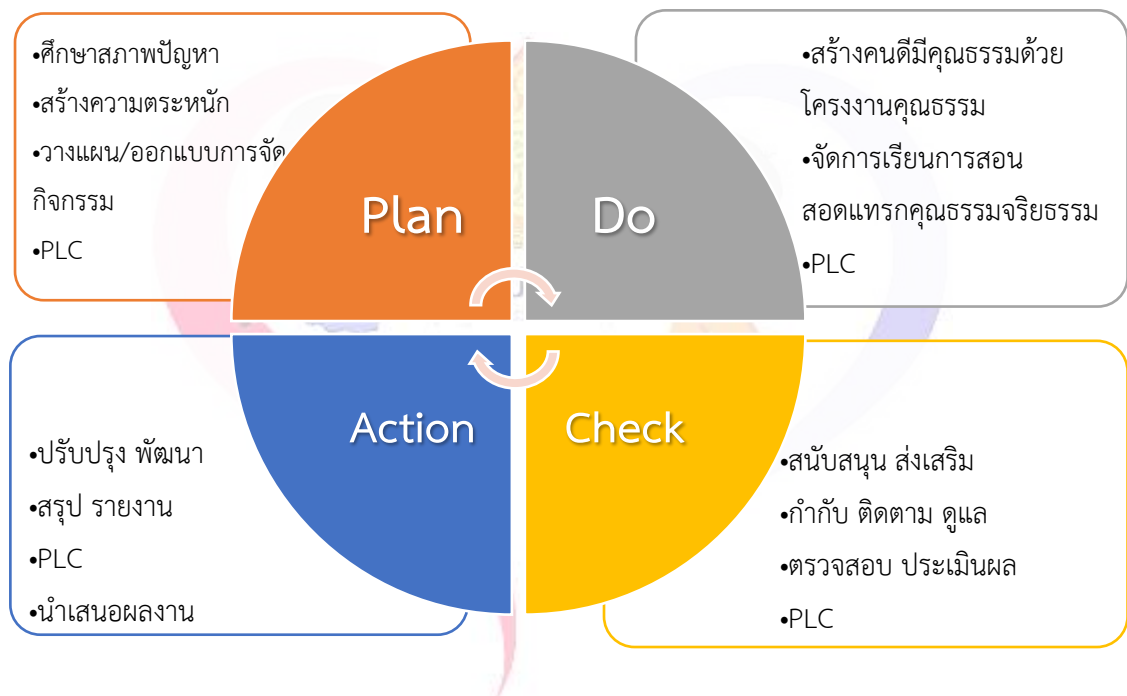 •ศึกษาสภาพปัญหา
•สร้างความตระหนัก
•วางแผน/ออกแบบการจัด
กิจกรรม
•PLC
Plan
Do
•สร้างคนดีมีคุณธรรมด้วย
โครงงานคุณธรรม
•จัดการเรียนการสอน
สอดแทรกคุณธรรมจริยธรรม
•PLC
Action
•ปรับปรุง พัฒนา
•สรุป รายงาน
•PLC
•นำเสนอผลงาน
Check
•สนับสนุน ส่งเสริม
•กำกับ ติดตาม ดูแล
•ตรวจสอบ ประเมินผล
•PLC